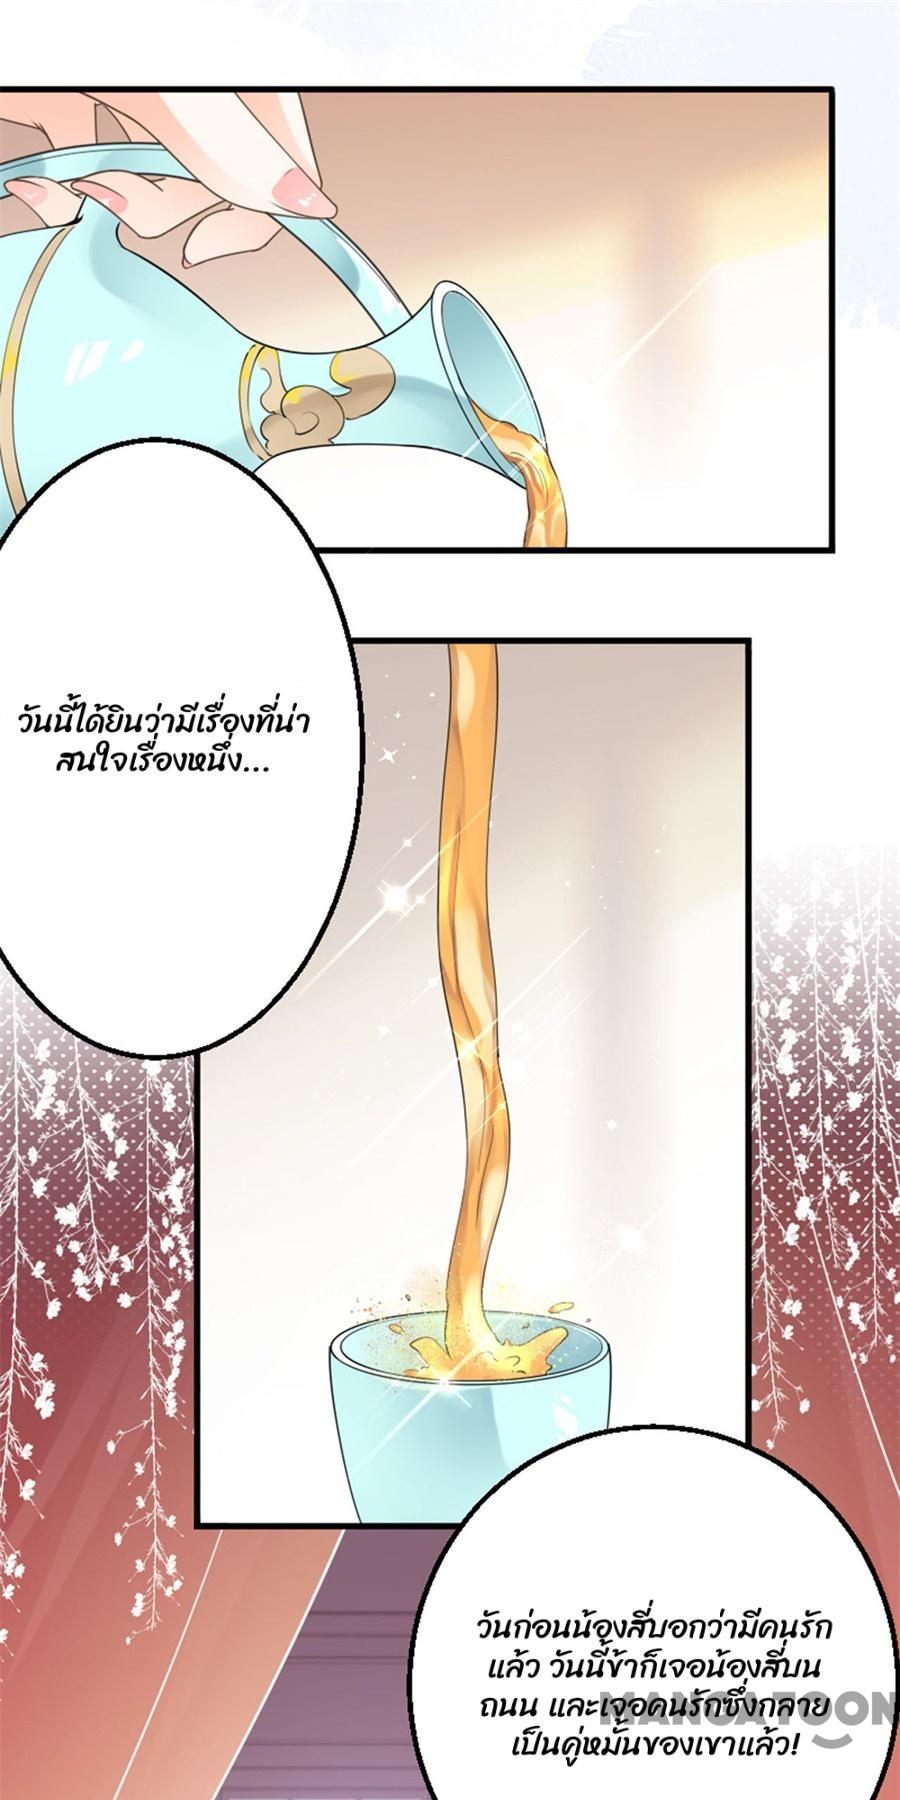 วันนี้ได้ยินว่ามีเรื่องที่น่า
สนใจเรื่องหนึ่ง...
วันก่อนน้องสี่บอกว่ามีคนรัก
แล้ว วันนี้ข้าก็เจอน้องสี่บน
ถนน และเจอคนรักซึ่งกลาย
เป็นคู่หมั้นของเขาแล้ว!
MANGATOON